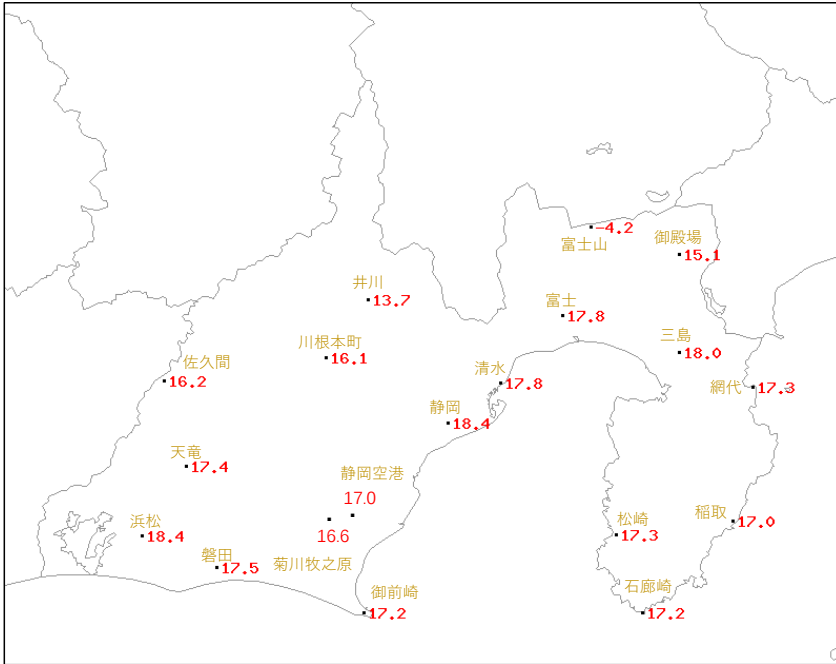 -4.2
富士山
御殿場
15.1
井川
13.7
富士
17.8
川根本町
16.1
三島
18.0
佐久間
16.2
清水
17.8
網代
17.3
静岡
18.4
天竜
17.4
静岡空港
17.0
浜松
18.4
16.6
菊川牧之原
松崎
17.3
稲取
17.0
磐田
17.5
御前崎
17.2
石廊崎
17.2